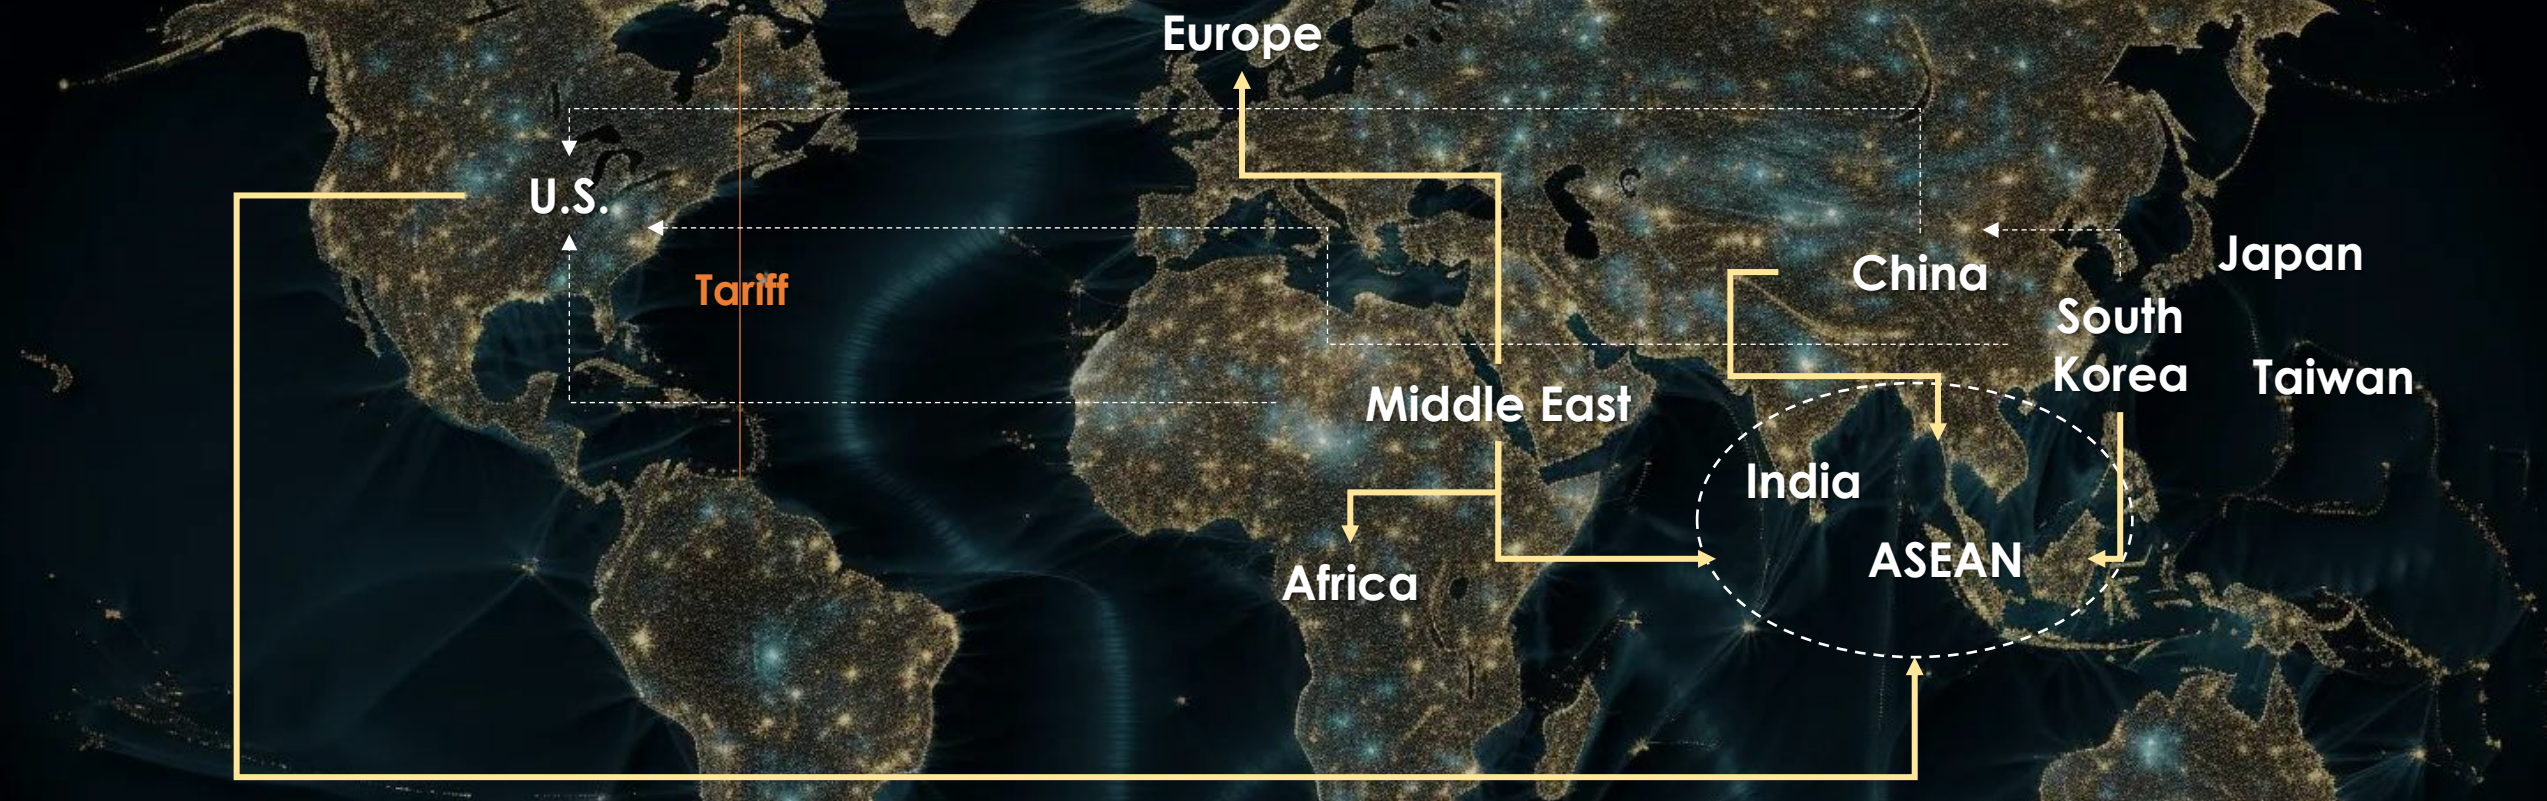 Europe
U.S.
Tariff
China
Japan
South
Korea
Taiwan
Middle East
India
ASEAN
Africa